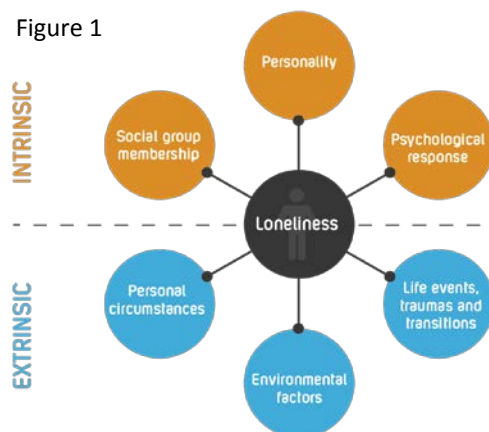 Figure 1
INTRINSIC
Personality
Social group
membership
Psychological
response
Loneliness
EXTRINSIC
Personal
circumstances
Life events,
traumas and
transitions
Environmental
factors